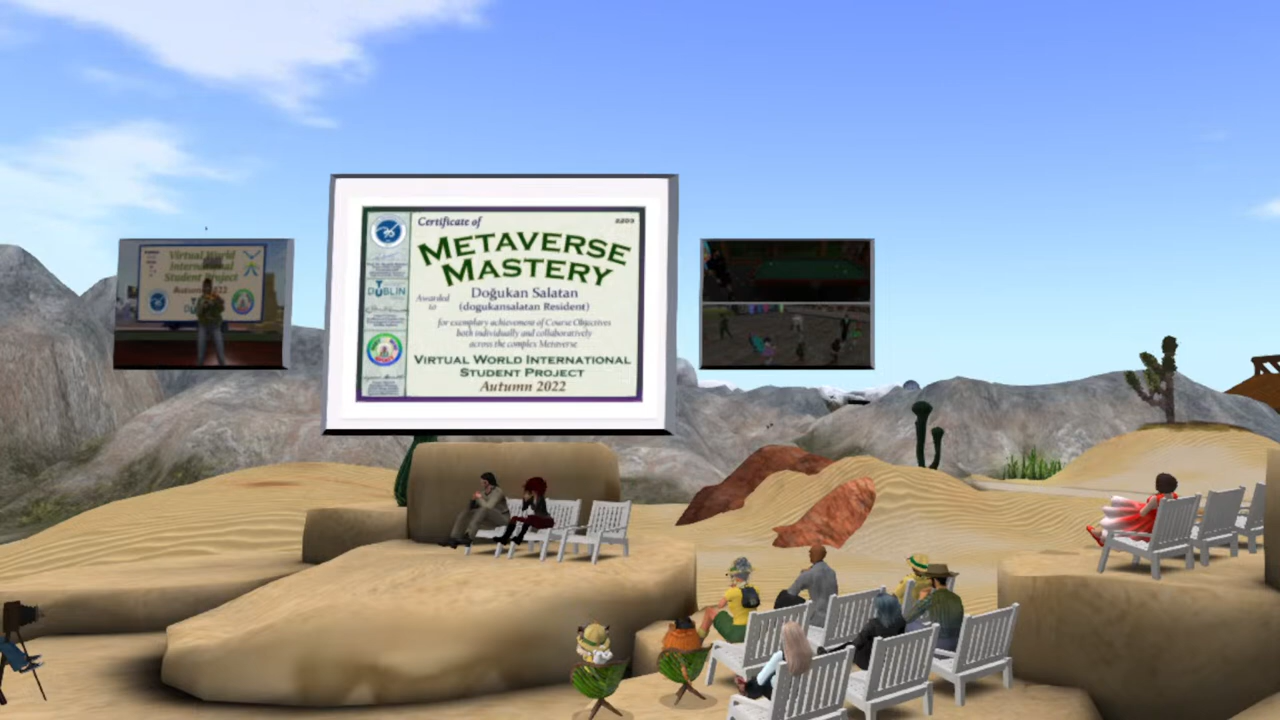 Virtual World
International
Student Project
Autumn 2022
Certificate of
METAVERSE
MASTERY
DUBLIN
Awarded
to
Doğukan Salatan
(dogukansalatan Resident)
for exemplary achievement of Course Objectives
both individually and collaboratively
across the complex Metaverse
VIRTUAL WORLD INTERNATIONAL
STUDENT PROJECT
Autumn 2022